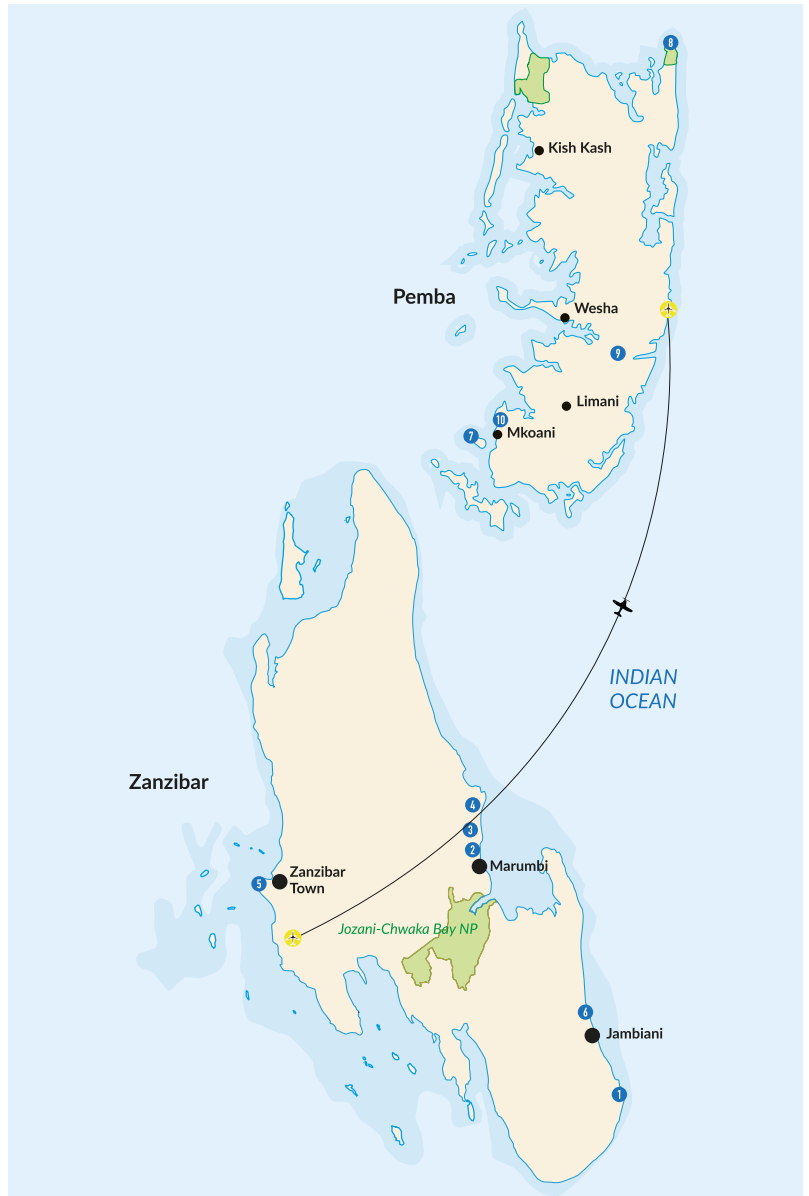 8
Kish Kash
Pemba
Wesha
9
Limani
10
7
Mkoani
INDIAN
OCEAN
Zanzibar
4
3
2
Marumbi
Zanzibar
Town
5
Jozani-Chwaka Bay NP
6
Jambiani
1